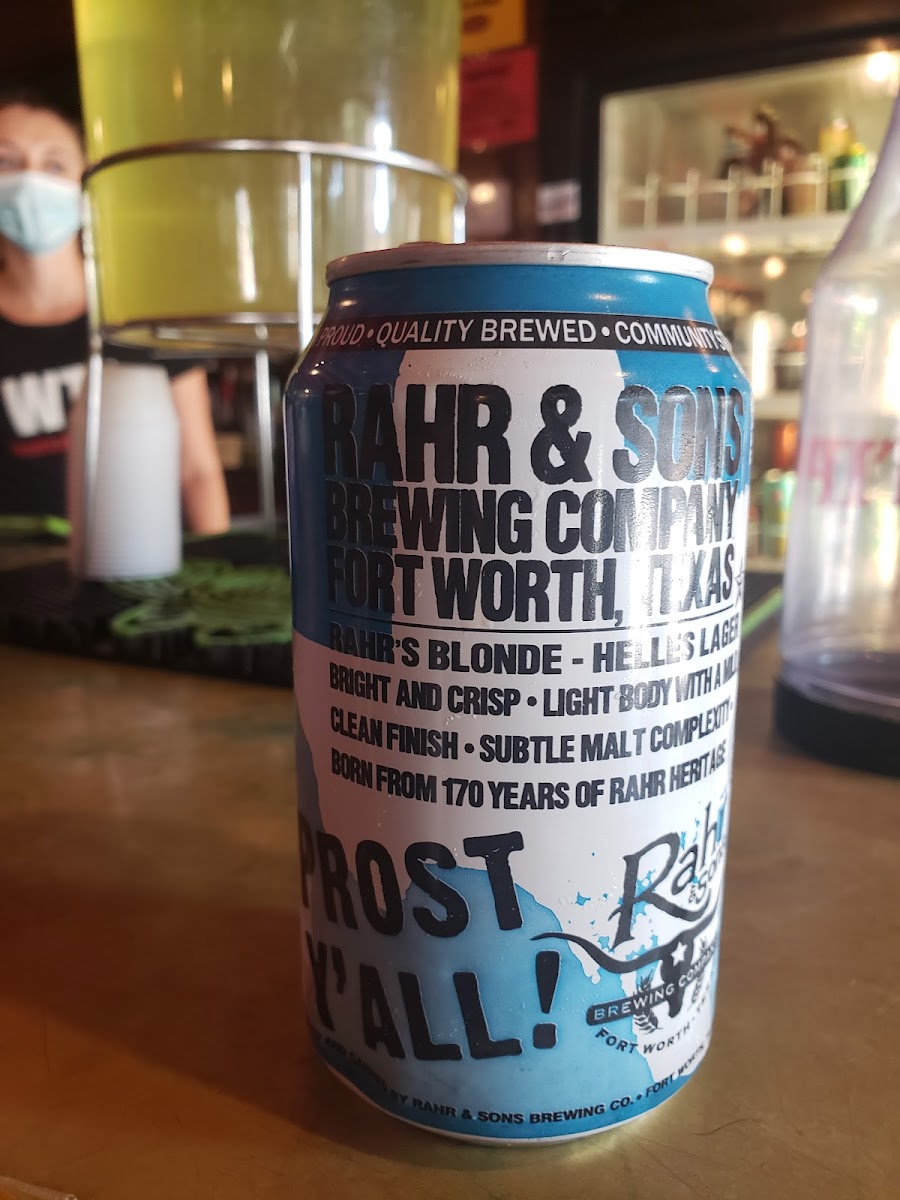 PROUD • QUALITY BREWED • COMMUNITY
RAHR & SONS
BREWING COMPANY
FORT WORTH, TEXAS
RAHR'S BLONDE - HELLES LAGER
BRIGHT AND CRISP • LIGHT BODY WITH A
CLEAN FINISH • SUBTLE MALT COMPLEXITY
BORN FROM 170 YEARS OF RAHR HERITAGE
PROST
Y'ALL!
Rahr
& Sons
BREWING COMPANY
FORT WORTH
BY RAHR & SONS BREWING CO. • FORT WORTH